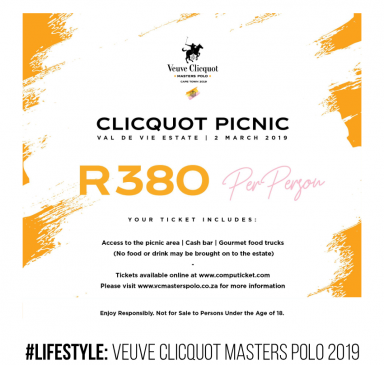 Veuve Clicquot
MASTERS POLO
CAPE TOWN 2019
CLICQUOT PICNIC
VAL DE VIE ESTATE | 2 MARCH 2019
R380 Per Person
YOUR TICKET INCLUDES:
Access to the picnic area | Cash bar | Gourmet food trucks
(No food or drink may be brought on to the estate)
Tickets available online at www.computicket.com
Please visit www.vcmasterspolo.co.za for more information
Enjoy Responsibly. Not for Sale to Persons Under the Age of 18.
#LIFESTYLE: VEUVE CLICQUOT MASTERS POLO 2019